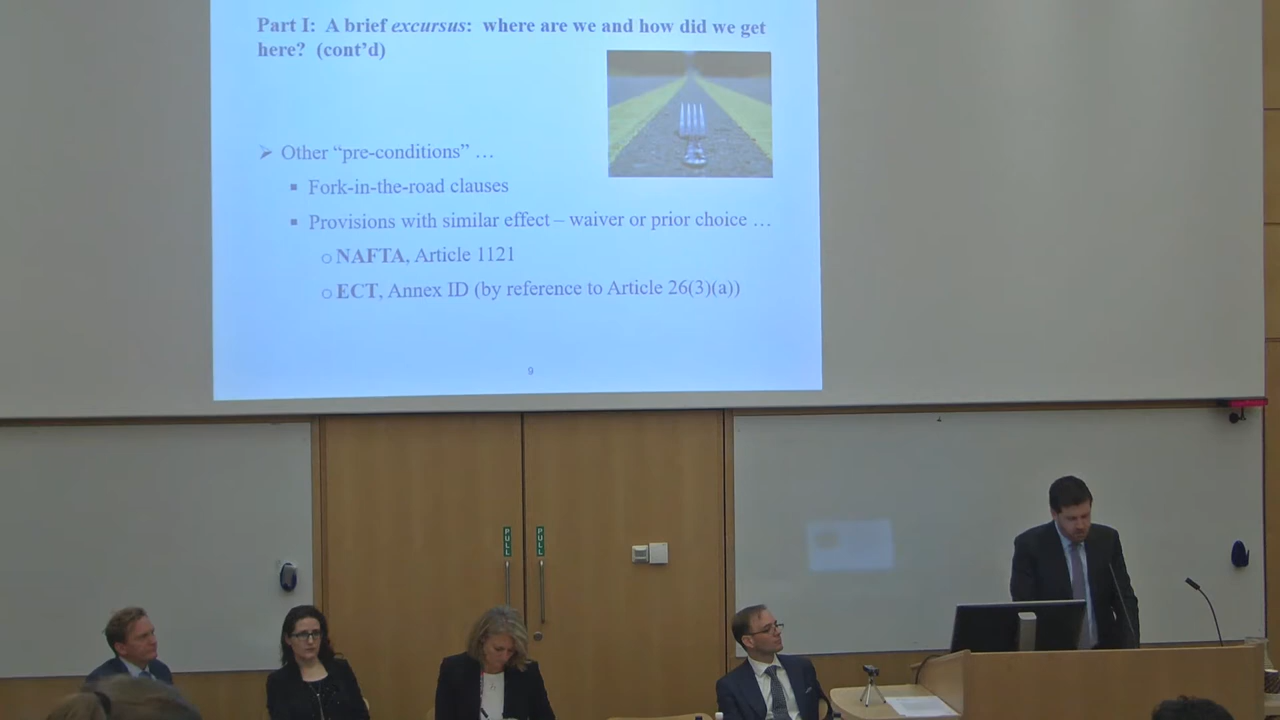 Part I: A brief excursus: where are we and how did we get
here? (cont’d)
➢ Other “pre-conditions” …
▪ Fork-in-the-road clauses
▪ Provisions with similar effect – waiver or prior choice …
○ NAFTA, Article 1121
○ ECT, Annex ID (by reference to Article 26(3)(a))
9
PULL PULL